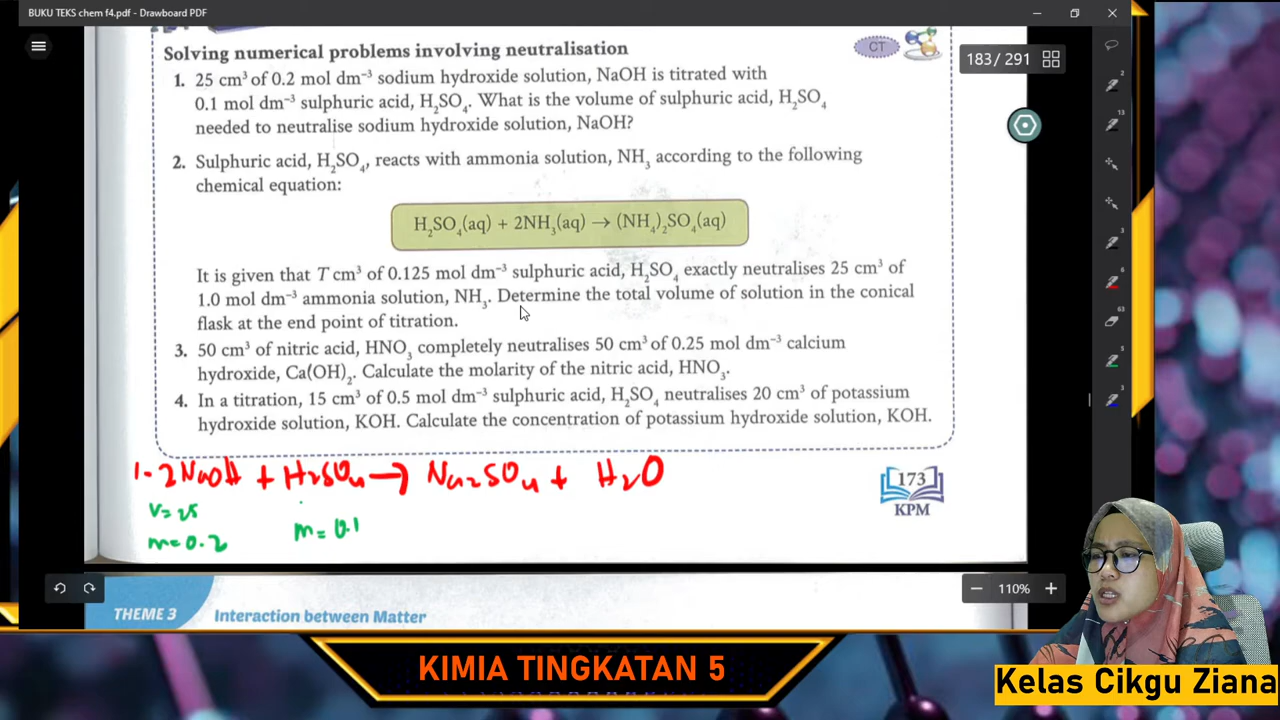 BUKU TEKS chem f4.pdf - Drawboard PDF
Solving numerical problems involving neutralisation
CT
183 / 291
1. 25 cm³ of 0.2 mol dm⁻³ sodium hydroxide solution, NaOH is titrated with
0.1 mol dm⁻³ sulphuric acid, H₂SO₄. What is the volume of sulphuric acid, H₂SO₄
needed to neutralise sodium hydroxide solution, NaOH?
2. Sulphuric acid, H₂SO₄, reacts with ammonia solution, NH₃ according to the following
chemical equation:
H₂SO₄(aq) + 2NH₃(aq) → (NH₄)₂SO₄(aq)
It is given that T cm³ of 0.125 mol dm⁻³ sulphuric acid, H₂SO₄ exactly neutralises 25 cm³ of
1.0 mol dm⁻³ ammonia solution, NH₃. Determine the total volume of solution in the conical
flask at the end point of titration.
3. 50 cm³ of nitric acid, HNO₃ completely neutralises 50 cm³ of 0.25 mol dm⁻³ calcium
hydroxide, Ca(OH)₂. Calculate the molarity of the nitric acid, HNO₃.
4. In a titration, 15 cm³ of 0.5 mol dm⁻³ sulphuric acid, H₂SO₄ neutralises 20 cm³ of potassium
hydroxide solution, KOH. Calculate the concentration of potassium hydroxide solution, KOH.
1. 2NaOH + H₂SO₄ → Na₂SO₄ + H₂O
V = 25
m = 0.2
m = 0.1
173
KPM
110%
THEME 3
Interaction between Matter
KIMIA TINGKATAN 5
Kelas Cikgu Ziana